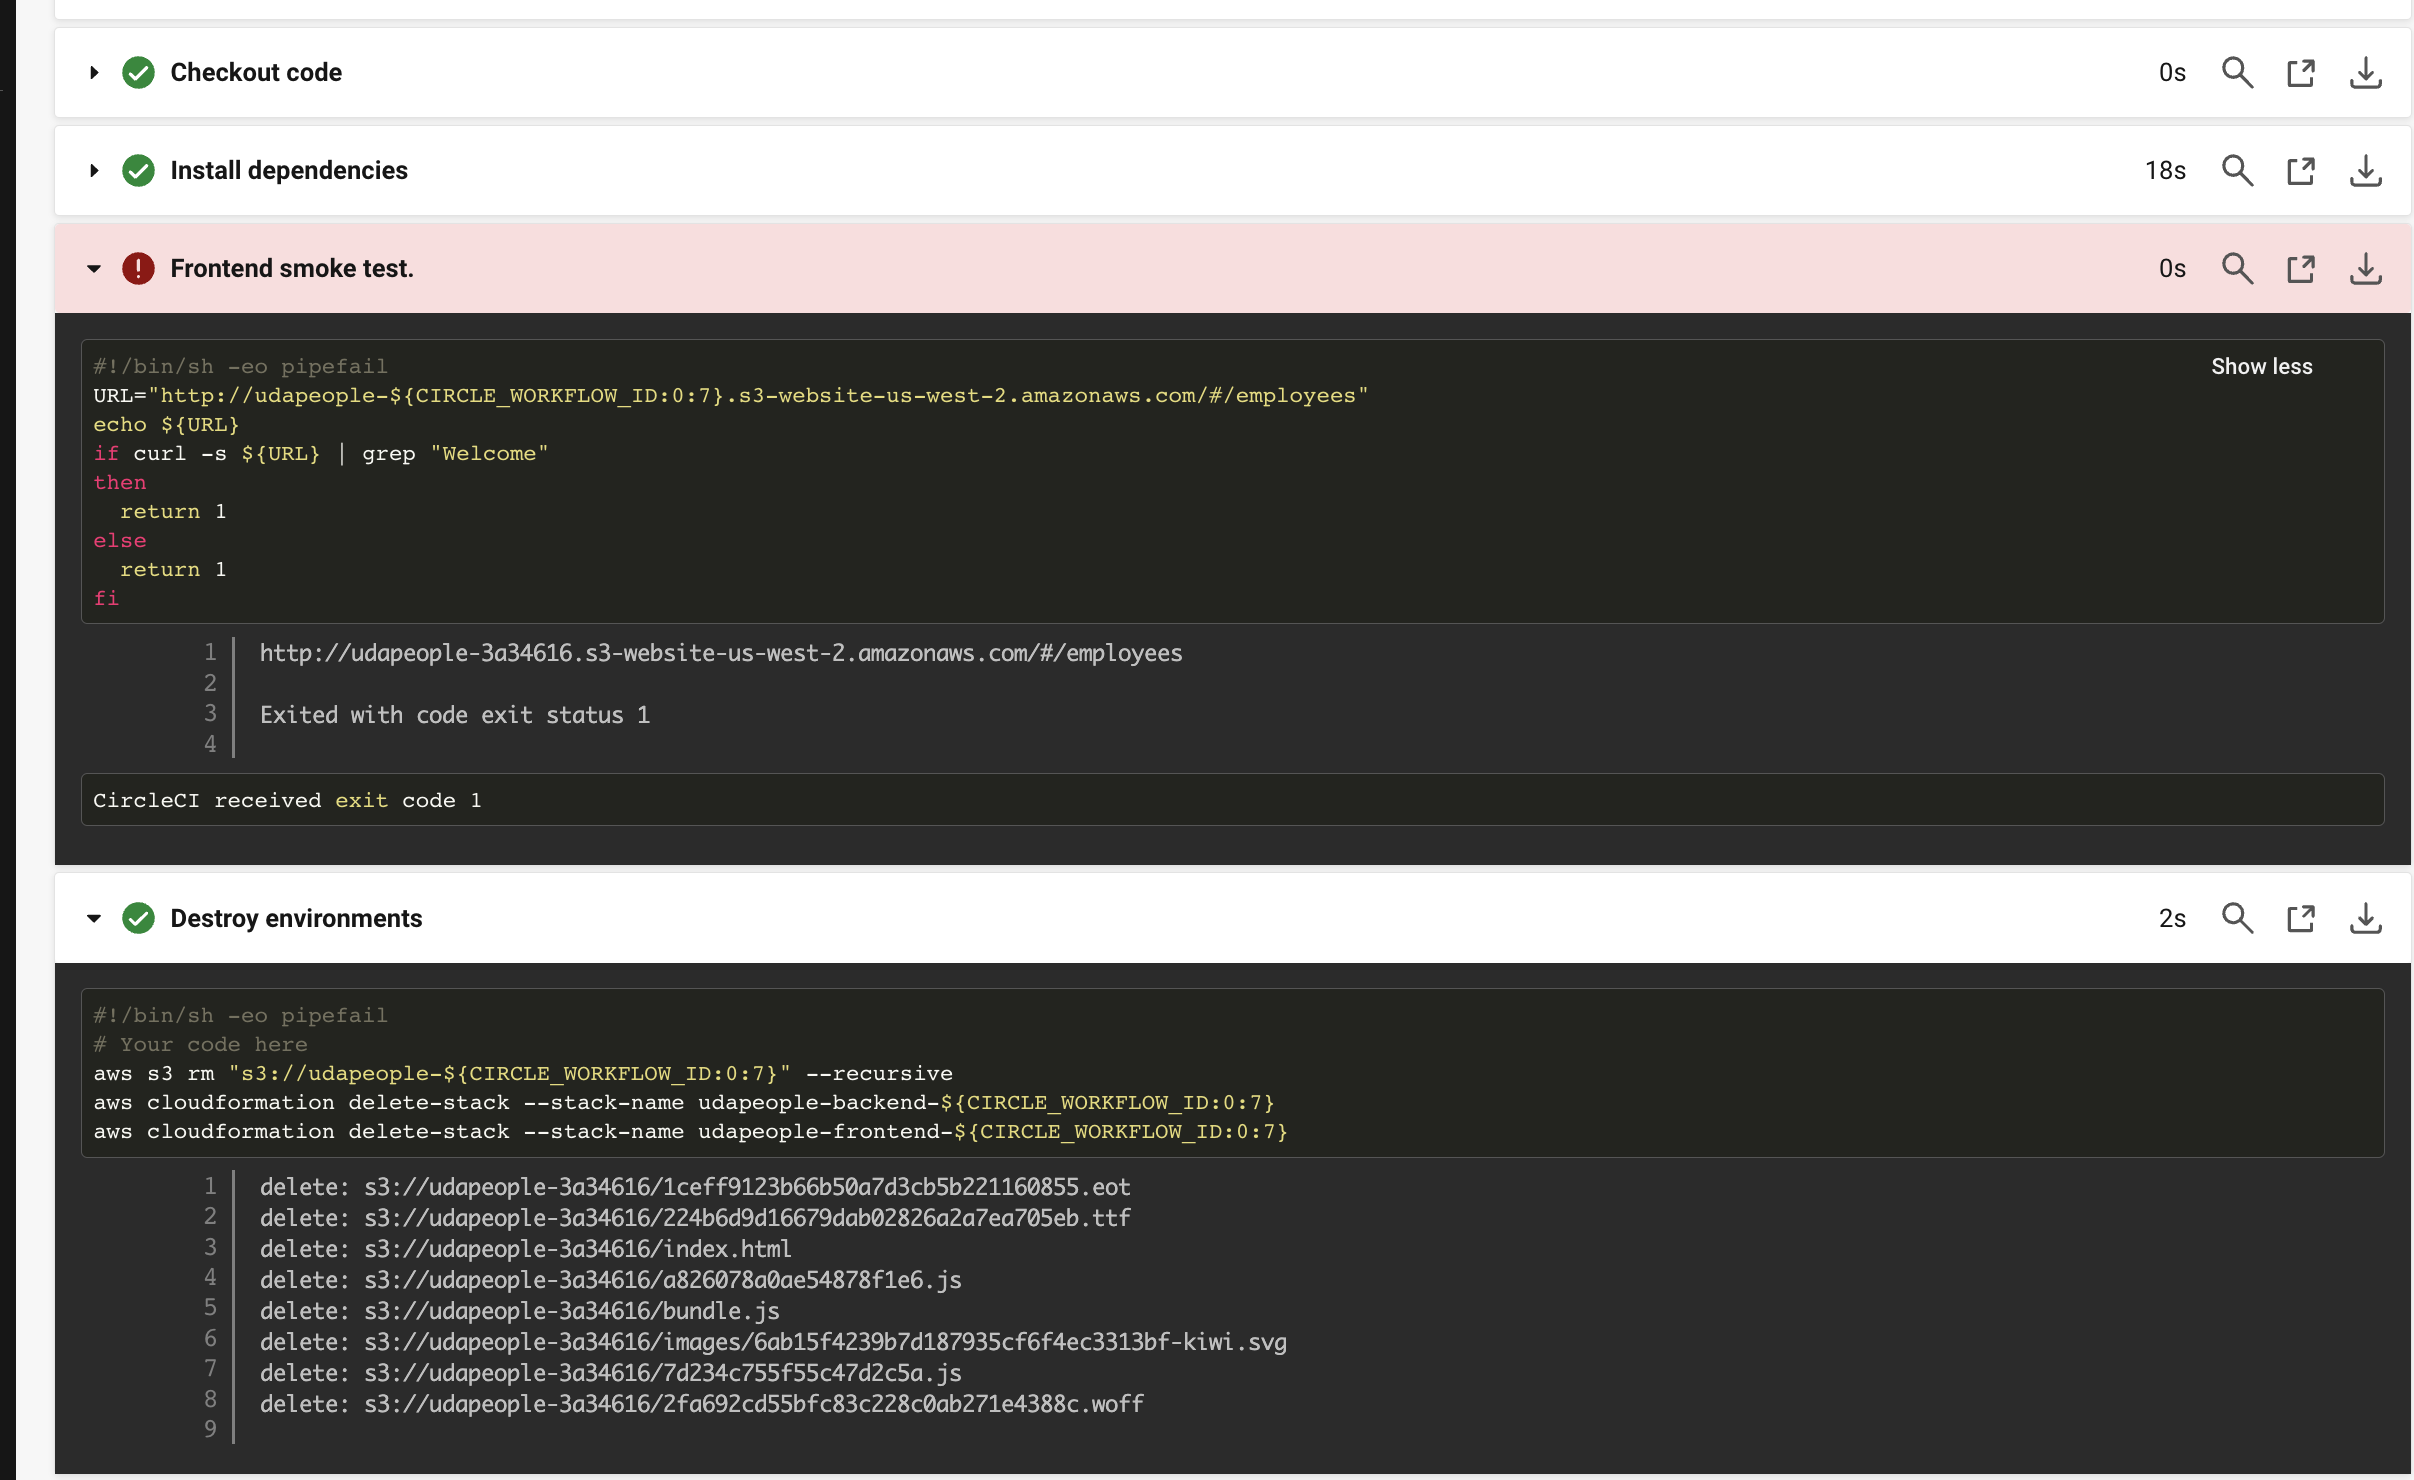 Checkout code 0s
Install dependencies 18s
Frontend smoke test. 0s
#!/bin/sh -eo pipefail Show less
URL="http://udapeople-${CIRCLE_WORKFLOW_ID:0:7}.s3-website-us-west-2.amazonaws.com/#/employees"
echo ${URL}
if curl -s ${URL} | grep "Welcome"
then
  return 1
else
  return 1
fi
1 http://udapeople-3a34616.s3-website-us-west-2.amazonaws.com/#/employees
2
3 Exited with code exit status 1
4
CircleCI received exit code 1
Destroy environments 2s
#!/bin/sh -eo pipefail
# Your code here
aws s3 rm "s3://udapeople-${CIRCLE_WORKFLOW_ID:0:7}" --recursive
aws cloudformation delete-stack --stack-name udapeople-backend-${CIRCLE_WORKFLOW_ID:0:7}
aws cloudformation delete-stack --stack-name udapeople-frontend-${CIRCLE_WORKFLOW_ID:0:7}
1 delete: s3://udapeople-3a34616/1ceff9123b66b50a7d3cb5b221160855.eot
2 delete: s3://udapeople-3a34616/224b6d9d16679dab02826a2a7ea705eb.ttf
3 delete: s3://udapeople-3a34616/index.html
4 delete: s3://udapeople-3a34616/a826078a0ae54878f1e6.js
5 delete: s3://udapeople-3a34616/bundle.js
6 delete: s3://udapeople-3a34616/images/6ab15f4239b7d187935cf6f4ec3313bf-kiwi.svg
7 delete: s3://udapeople-3a34616/7d234c755f55c47d2c5a.js
8 delete: s3://udapeople-3a34616/2fa692cd55bfc83c228c0ab271e4388c.woff
9